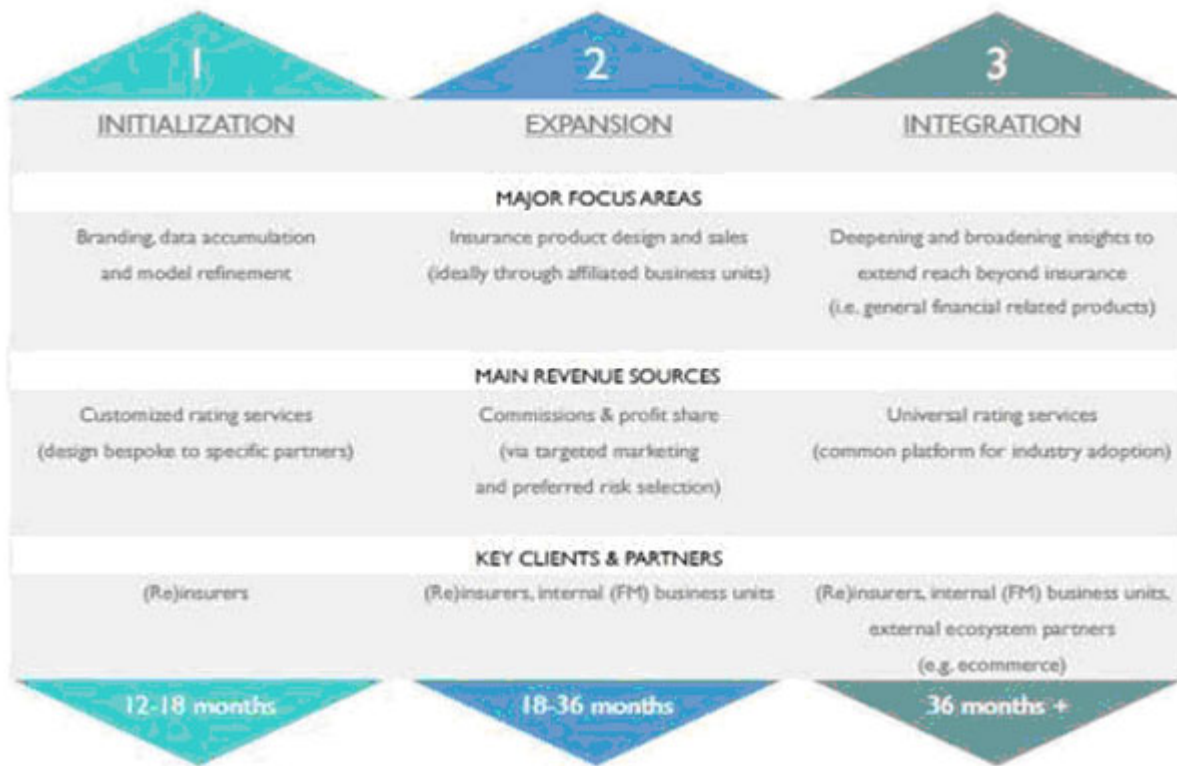 1
2
3
INITIALIZATION
EXPANSION
INTEGRATION
MAJOR FOCUS AREAS
Branding, data accumulation
and model refinement
Insurance product design and sales
(ideally through affiliated business units)
Deepening and broadening insights to
extend reach beyond insurance
(i.e. general financial related products)
MAIN REVENUE SOURCES
Customized rating services
(design bespoke to specific partners)
Commissions & profit share
(via targeted marketing
and preferred risk selection)
Universal rating services
(common platform for industry adoption)
KEY CLIENTS & PARTNERS
(Re)insurers
(Re)insurers, internal (FM) business units
(Re)insurers, internal (FM) business units,
external ecosystem partners
(e.g. ecommerce)
12-18 months
18-36 months
36 months +